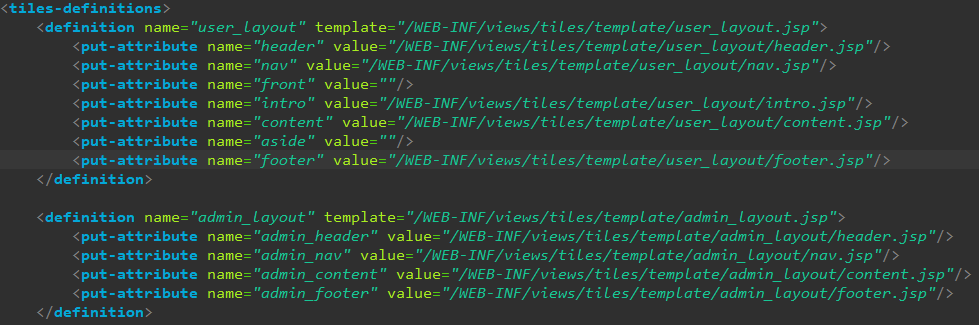 <tiles-definitions>
<definition name="user_layout" template="/WEB-INF/views/tiles/template/user_layout.jsp">
<put-attribute name="header" value="/WEB-INF/views/tiles/template/user_layout/header.jsp"/>
<put-attribute name="nav" value="/WEB-INF/views/tiles/template/user_layout/nav.jsp"/>
<put-attribute name="front" value=""/>
<put-attribute name="intro" value="/WEB-INF/views/tiles/template/user_layout/intro.jsp"/>
<put-attribute name="content" value="/WEB-INF/views/tiles/template/user_layout/content.jsp"/>
<put-attribute name="aside" value=""/>
<put-attribute name="footer" value="/WEB-INF/views/tiles/template/user_layout/footer.jsp"/>
</definition>
<definition name="admin_layout" template="/WEB-INF/views/tiles/template/admin_layout.jsp">
<put-attribute name="admin_header" value="/WEB-INF/views/tiles/template/admin_layout/header.jsp"/>
<put-attribute name="admin_nav" value="/WEB-INF/views/tiles/template/admin_layout/nav.jsp"/>
<put-attribute name="admin_content" value="/WEB-INF/views/tiles/template/admin_layout/content.jsp"/>
<put-attribute name="admin_footer" value="/WEB-INF/views/tiles/template/admin_layout/footer.jsp"/>
</definition>